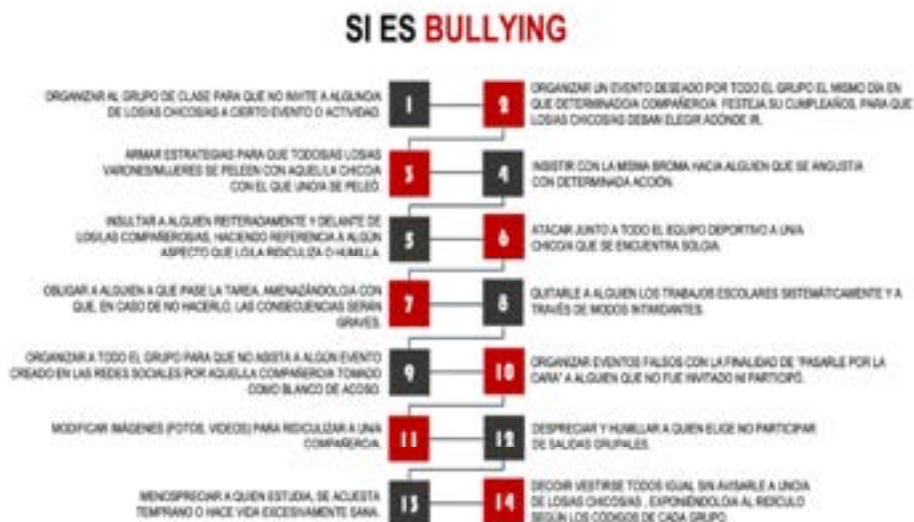 SI ES BULLYING
ORGANIZAR AL GRUPO DE CLASE PARA QUE NO INVITE A ALGUNO/A
DE LOS/AS CHICOS/AS A CIERTO EVENTO O ACTIVIDAD.
1
2
ORGANIZAR UN EVENTO DESEADO POR TODO EL GRUPO EL MISMO DÍA EN
QUE DETERMINADO/A COMPAÑERO/A FESTEJA SU CUMPLEAÑOS, PARA QUE
LOS/AS CHICOS/AS DEBAN ELEGIR ADÓNDE IR.
ARMAR ESTRATEGIAS PARA QUE TODOS/AS LOS/AS
VARONES/MUJERES SE PELEEN CON AQUEL/LA CHICO/A
CON EL QUE UNO/A SE PELEÓ.
3
4
INSISTIR CON LA MISMA BROMA HACIA ALGUIEN QUE SE ANGUSTIA
CON DETERMINADA ACCIÓN.
INSULTAR A ALGUIEN REITERADAMENTE Y DELANTE DE
LOS/LAS COMPAÑEROS/AS, HACIENDO REFERENCIA A ALGÚN
ASPECTO QUE LO/LA RIDICULIZA O HUMILLA.
5
6
ATACAR JUNTO A TODO EL EQUIPO DEPORTIVO A UN/A
CHICO/A QUE SE ENCUENTRA SOLO/A.
OBLIGAR A ALGUIEN A QUE PASE LA TAREA, AMENAZÁNDOLO/A CON
QUE, EN CASO DE NO HACERLO, LAS CONSECUENCIAS SERÁN
GRAVES.
7
8
QUITARLE A ALGUIEN LOS TRABAJOS ESCOLARES SISTEMÁTICAMENTE Y A
TRAVÉS DE MODOS INTIMIDANTES.
ORGANIZAR A TODO EL GRUPO PARA QUE NO ASISTA A ALGÚN EVENTO
CREADO EN LAS REDES SOCIALES POR AQUEL/LA COMPAÑERO/A TOMADO
COMO BLANCO DE ACOSO.
9
10
ORGANIZAR EVENTOS FALSOS CON LA FINALIDAD DE "PASARLE POR LA
CARA" A ALGUIEN QUE NO FUE INVITADO NI PARTICIPÓ.
MODIFICAR IMÁGENES (FOTOS, VIDEOS) PARA RIDICULIZAR A UN/A
COMPAÑERO/A.
11
12
DESPRECIAR Y HUMILLAR A QUIEN ELIGE NO PARTICIPAR
DE SALIDAS GRUPALES.
MENOSPRECIAR A QUIEN ESTUDIA, SE ACUESTA
TEMPRANO O HACE VIDA EXCESIVAMENTE SANA.
13
14
DECIDIR VESTIRSE TODOS IGUAL SIN AVISARLE A UNO/A
DE LOS/AS CHICOS/AS , EXPONIÉNDOLO/A AL RIDÍCULO
SEGÚN LOS CÓDIGOS DE CADA GRUPO.